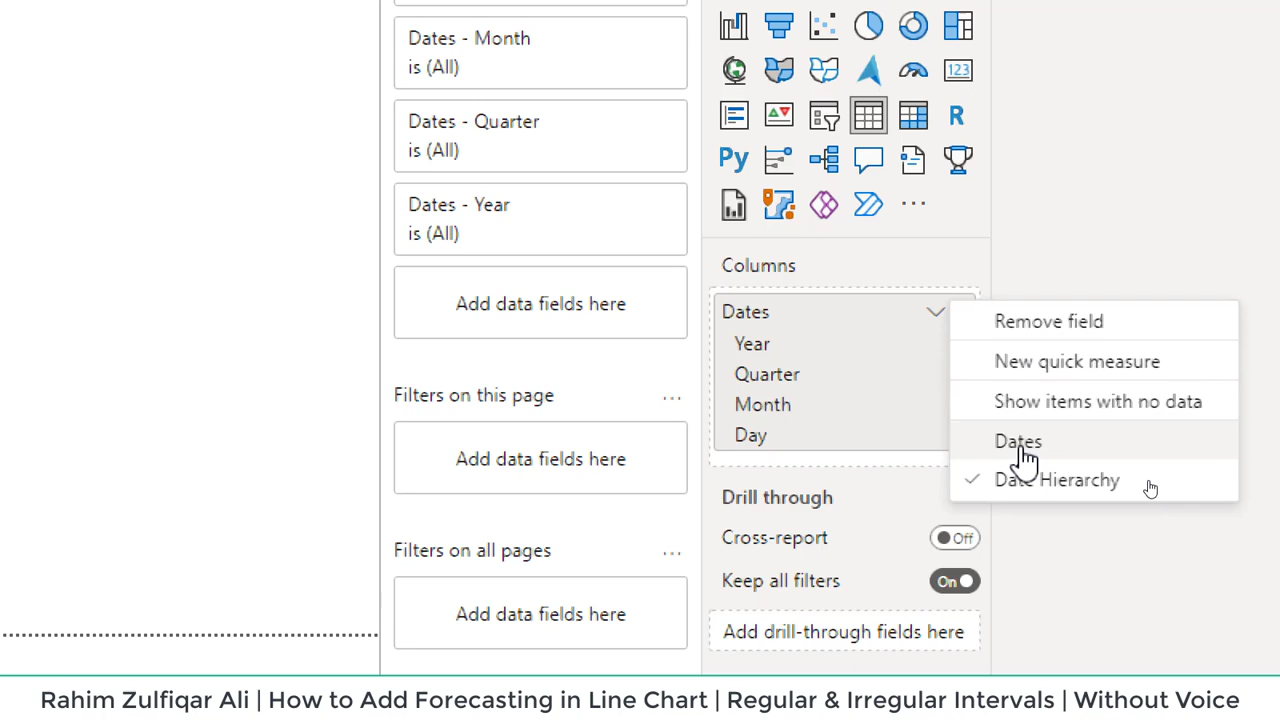 Dates - Month
is (All)
Dates - Quarter
is (All)
Dates - Year
is (All)
Add data fields here
Filters on this page
...
Add data fields here
Filters on all pages
...
Add data fields here
123
R
Py
...
Columns
Dates
Year
Quarter
Month
Day
Remove field
New quick measure
Show items with no data
Dates
Date Hierarchy
Drill through
Cross-report
Off
Keep all filters
On
Add drill-through fields here
Rahim Zulfiqar Ali | How to Add Forecasting in Line Chart | Regular & Irregular Intervals | Without Voice